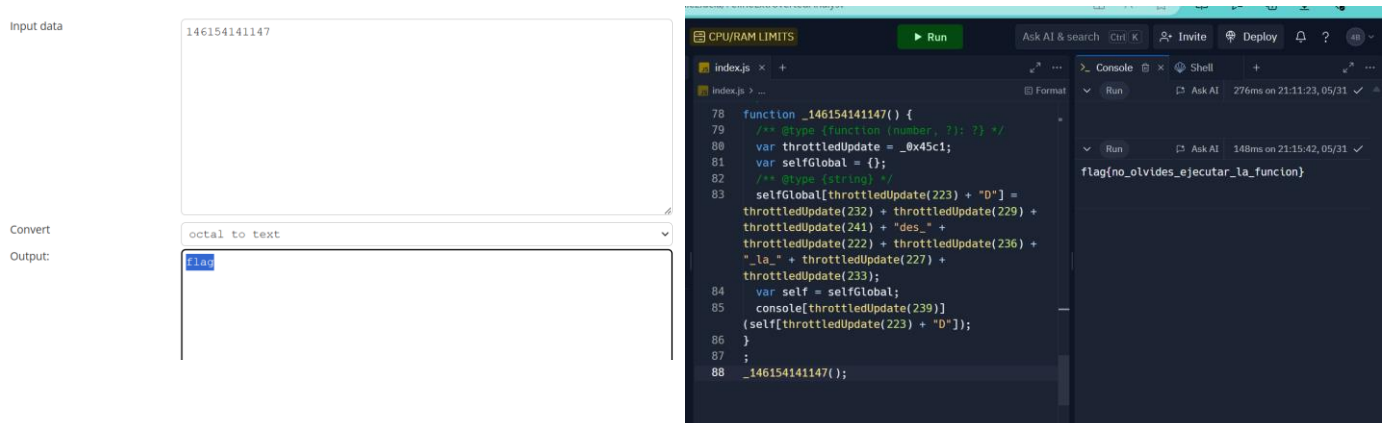 Input data
146154141147
Convert
octal to text
Output:
flag
CPU/RAM LIMITS
Run
Ask AI & search Ctrl K
Invite
Deploy
?
4B
index.js × +
Console
Shell
+
index.js > ...
Format
Run
Ask AI 276ms on 21:11:23, 05/31
Run
Ask AI 148ms on 21:15:42, 05/31
flag{no_olvides_ejecutar_la_funcion}
78 function _146154141147() {
79 /** @type {function (number, ?): ?} */
80 var throttledUpdate = _0x45c1;
81 var selfGlobal = {};
82 /** @type {string} */
83 selfGlobal[throttledUpdate(223) + "D"] =
throttledUpdate(232) + throttledUpdate(229) +
throttledUpdate(241) + "des_" +
throttledUpdate(222) + throttledUpdate(236) +
"_la_" + throttledUpdate(227) +
throttledUpdate(233);
84 var self = selfGlobal;
85 console[throttledUpdate(239)]
(self[throttledUpdate(223) + "D"]);
86 }
87 ;
88 _146154141147();